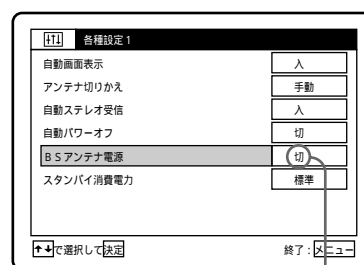 各種設定1
自動画面表示 入
アンテナ切りかえ 手動
自動ステレオ受信 入
自動パワーオフ 切
BSアンテナ電源 切
スタンバイ消費電力 標準
↑↓で選択して決定 終了:メニュー